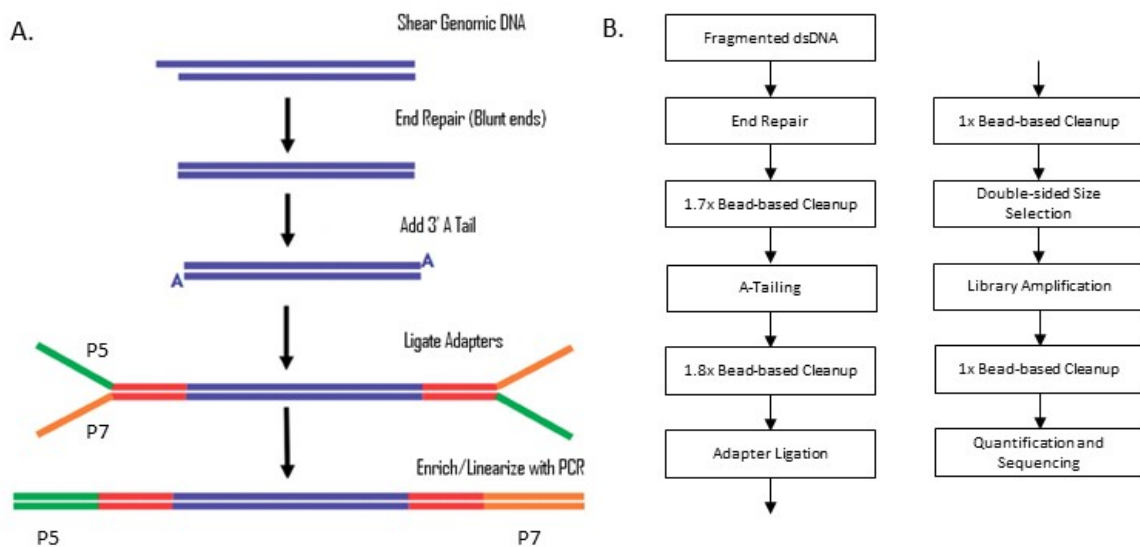 A.
Shear Genomic DNA
End Repair (Blunt ends)
Add 3' A Tail
A
A
Ligate Adapters
P5
P7
Enrich/Linearize with PCR
P5
P7
B.
Fragmented dsDNA
End Repair
1.7x Bead-based Cleanup
A-Tailing
1.8x Bead-based Cleanup
Adapter Ligation
1x Bead-based Cleanup
Double-sided Size
Selection
Library Amplification
1x Bead-based Cleanup
Quantification and
Sequencing